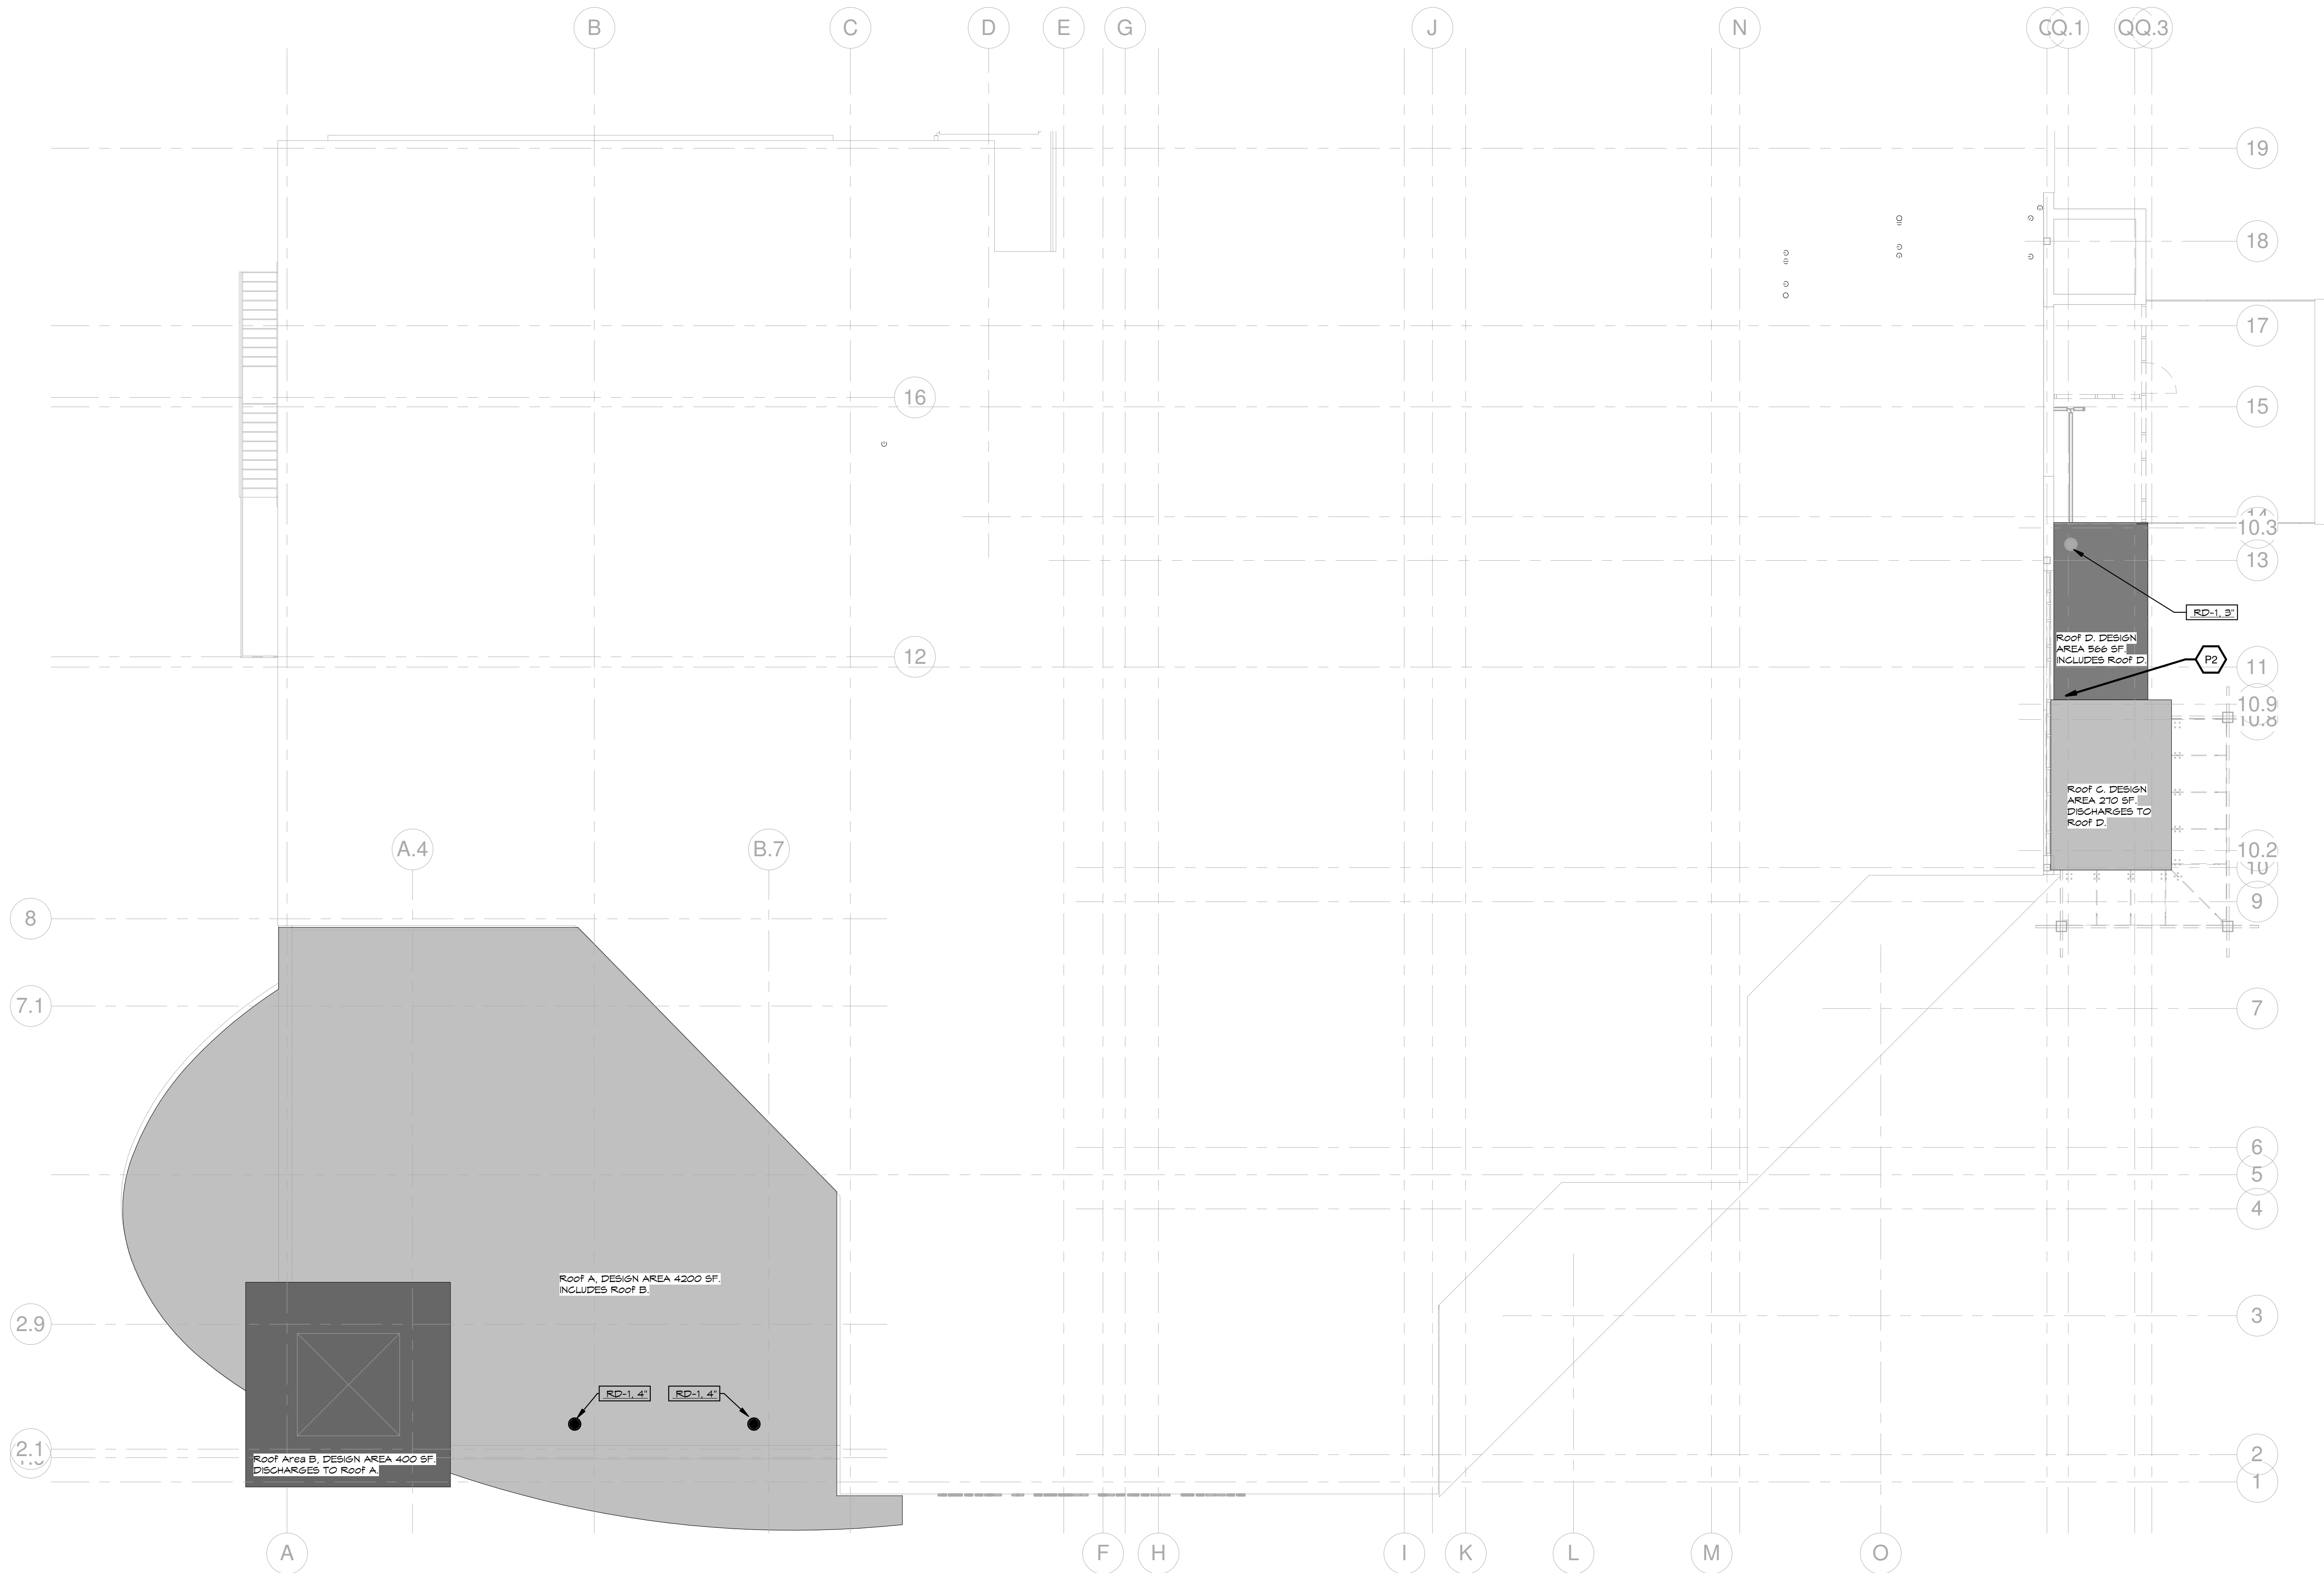 B
C
D
E
G
J
N
Q.1
Q.3
19
18
17
16
15
14
10.3
13
RD-1, 3"
Roof D. DESIGN
AREA 566 SF.
INCLUDES Roof D.
P2
12
11
10.9
10.8
Roof C. DESIGN
AREA 270 SF.
DISCHARGES TO
Roof D.
A.4
B.7
10.2
10
9
8
7.1
7
6
5
4
Roof A, DESIGN AREA 4200 SF.
INCLUDES Roof B.
2.9
3
RD-1, 4"
RD-1, 4"
2.1
2
Roof Area B, DESIGN AREA 400 SF.
DISCHARGES TO Roof A.
1
A
F
H
I
K
L
M
O